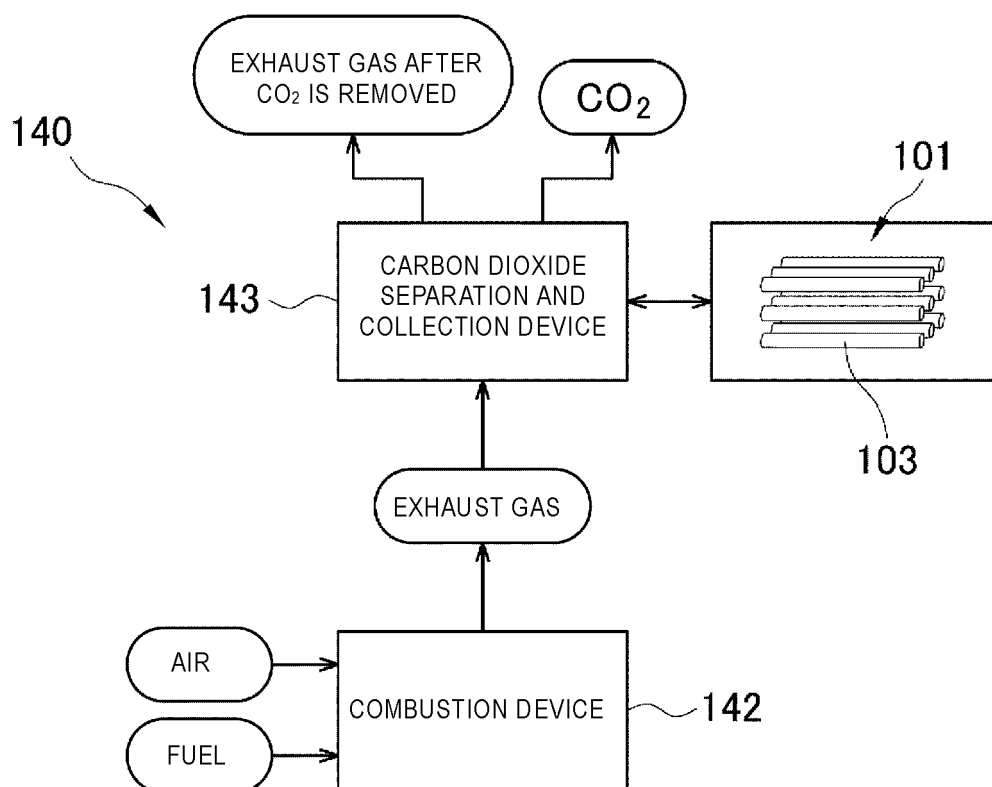 EXHAUST GAS AFTER
CO₂ IS REMOVED
CO₂
140
101
143
CARBON DIOXIDE
SEPARATION AND
COLLECTION DEVICE
103
EXHAUST GAS
AIR
COMBUSTION DEVICE
142
FUEL